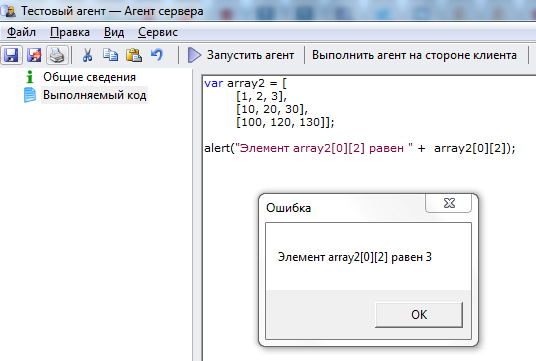 Тестовый агент — Агент сервера
Файл Правка Вид Сервис
Запустить агент Выполнить агент на стороне клиента
Общие сведения
Выполняемый код
var array2 = [
[1, 2, 3],
[10, 20, 30],
[100, 120, 130]];
alert("Элемент array2[0][2] равен " + array2[0][2]);
Ошибка
Элемент array2[0][2] равен 3
OK